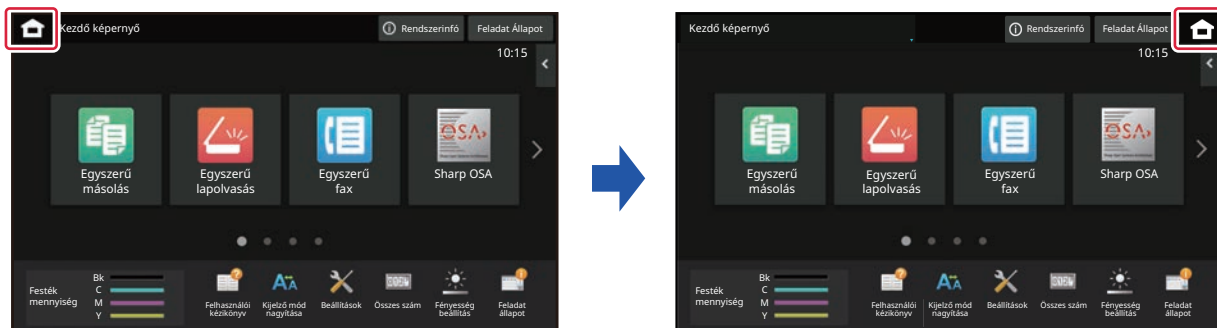 Kezdő képernyő
Rendszerinfó
Feladat Állapot
10:15
Egyszerű
másolás
Egyszerű
lapolvasás
Egyszerű
fax
OSA
Sharp OSA
Festék
mennyiség
Bk
C
M
Y
Felhasználói
kézikönyv
Kijelző mód
nagyítása
Beállítások
Összes szám
Fényesség
beállítás
Feladat
állapot
Kezdő képernyő
Rendszerinfó
Feladat Állapot
10:15
Egyszerű
másolás
Egyszerű
lapolvasás
Egyszerű
fax
OSA
Sharp OSA
Festék
mennyiség
Bk
C
M
Y
Felhasználói
kézikönyv
Kijelző mód
nagyítása
Beállítások
Összes szám
Fényesség
beállítás
Feladat
állapot